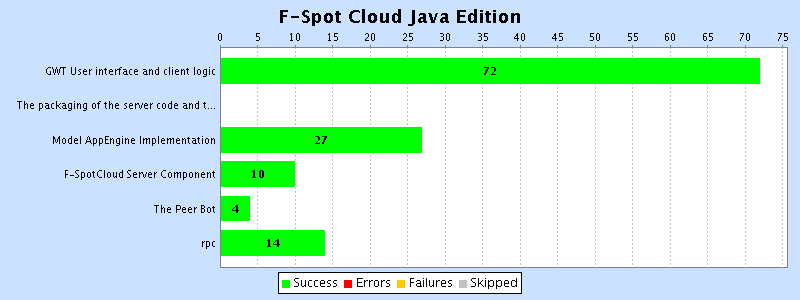 F-Spot Cloud Java Edition
0 5 10 15 20 25 30 35 40 45 50 55 60 65 70 75
GWT User interface and client logic 72
The packaging of the server code and t...
Model AppEngine Implementation 27
F-SpotCloud Server Component 10
The Peer Bot 4
rpc 14
Success Errors Failures Skipped